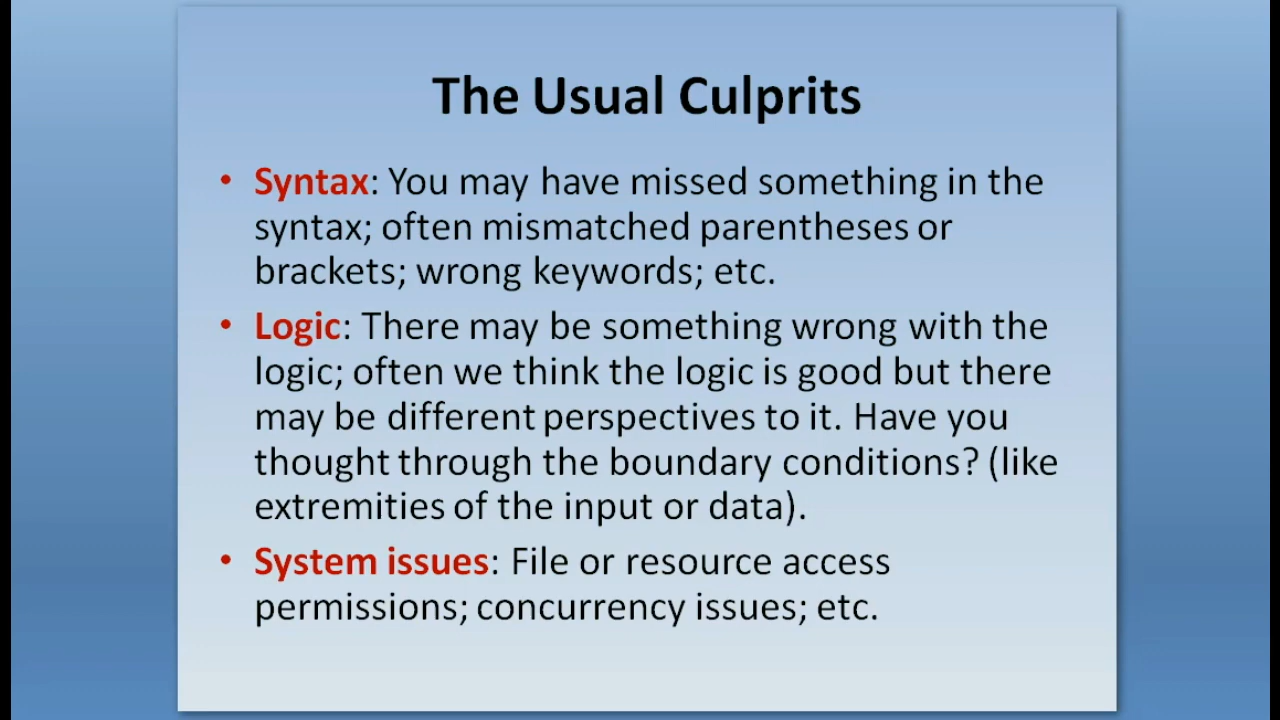 The Usual Culprits
• Syntax: You may have missed something in the
syntax; often mismatched parentheses or
brackets; wrong keywords; etc.
• Logic: There may be something wrong with the
logic; often we think the logic is good but there
may be different perspectives to it. Have you
thought through the boundary conditions? (like
extremities of the input or data).
• System issues: File or resource access
permissions; concurrency issues; etc.